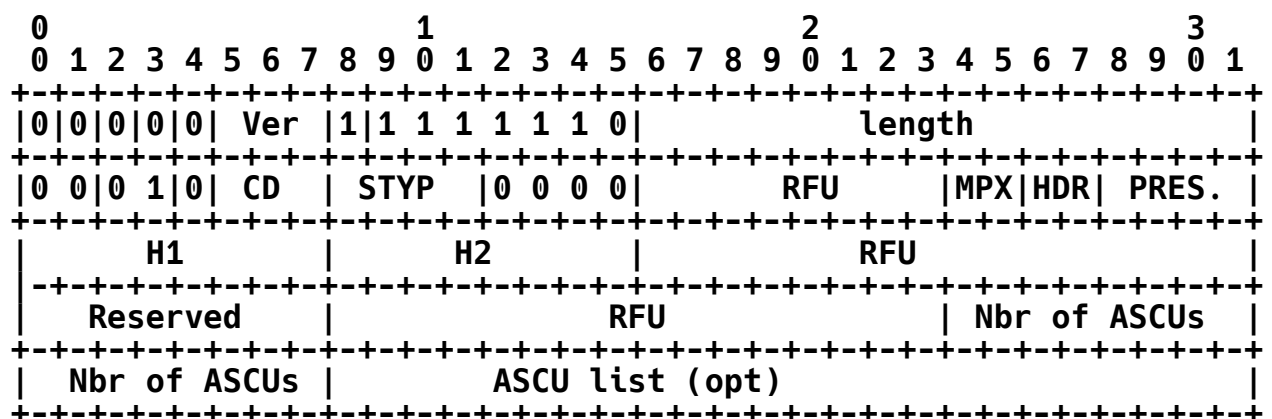 0                   1                   2                   3
 0 1 2 3 4 5 6 7 8 9 0 1 2 3 4 5 6 7 8 9 0 1 2 3 4 5 6 7 8 9 0 1
+-+-+-+-+-+-+-+-+-+-+-+-+-+-+-+-+-+-+-+-+-+-+-+-+-+-+-+-+-+-+-+-+
|0|0|0|0|0| Ver |1|1 1 1 1 1 1 0|           length              |
+-+-+-+-+-+-+-+-+-+-+-+-+-+-+-+-+-+-+-+-+-+-+-+-+-+-+-+-+-+-+-+-+
|0 0|0 1|0| CD  | STYP  |0 0 0 0|       RFU     |MPX|HDR| PRES. |
+-+-+-+-+-+-+-+-+-+-+-+-+-+-+-+-+-+-+-+-+-+-+-+-+-+-+-+-+-+-+-+-+
|      H1       |      H2       |           RFU                 |
|-+-+-+-+-+-+-+-+-+-+-+-+-+-+-+-+-+-+-+-+-+-+-+-+-+-+-+-+-+-+-+-+
|   Reserved    |              RFU              | Nbr of ASCUs  |
+-+-+-+-+-+-+-+-+-+-+-+-+-+-+-+-+-+-+-+-+-+-+-+-+-+-+-+-+-+-+-+-+
|  Nbr of ASCUs |        ASCU list (opt)                        |
+-+-+-+-+-+-+-+-+-+-+-+-+-+-+-+-+-+-+-+-+-+-+-+-+-+-+-+-+-+-+-+-+